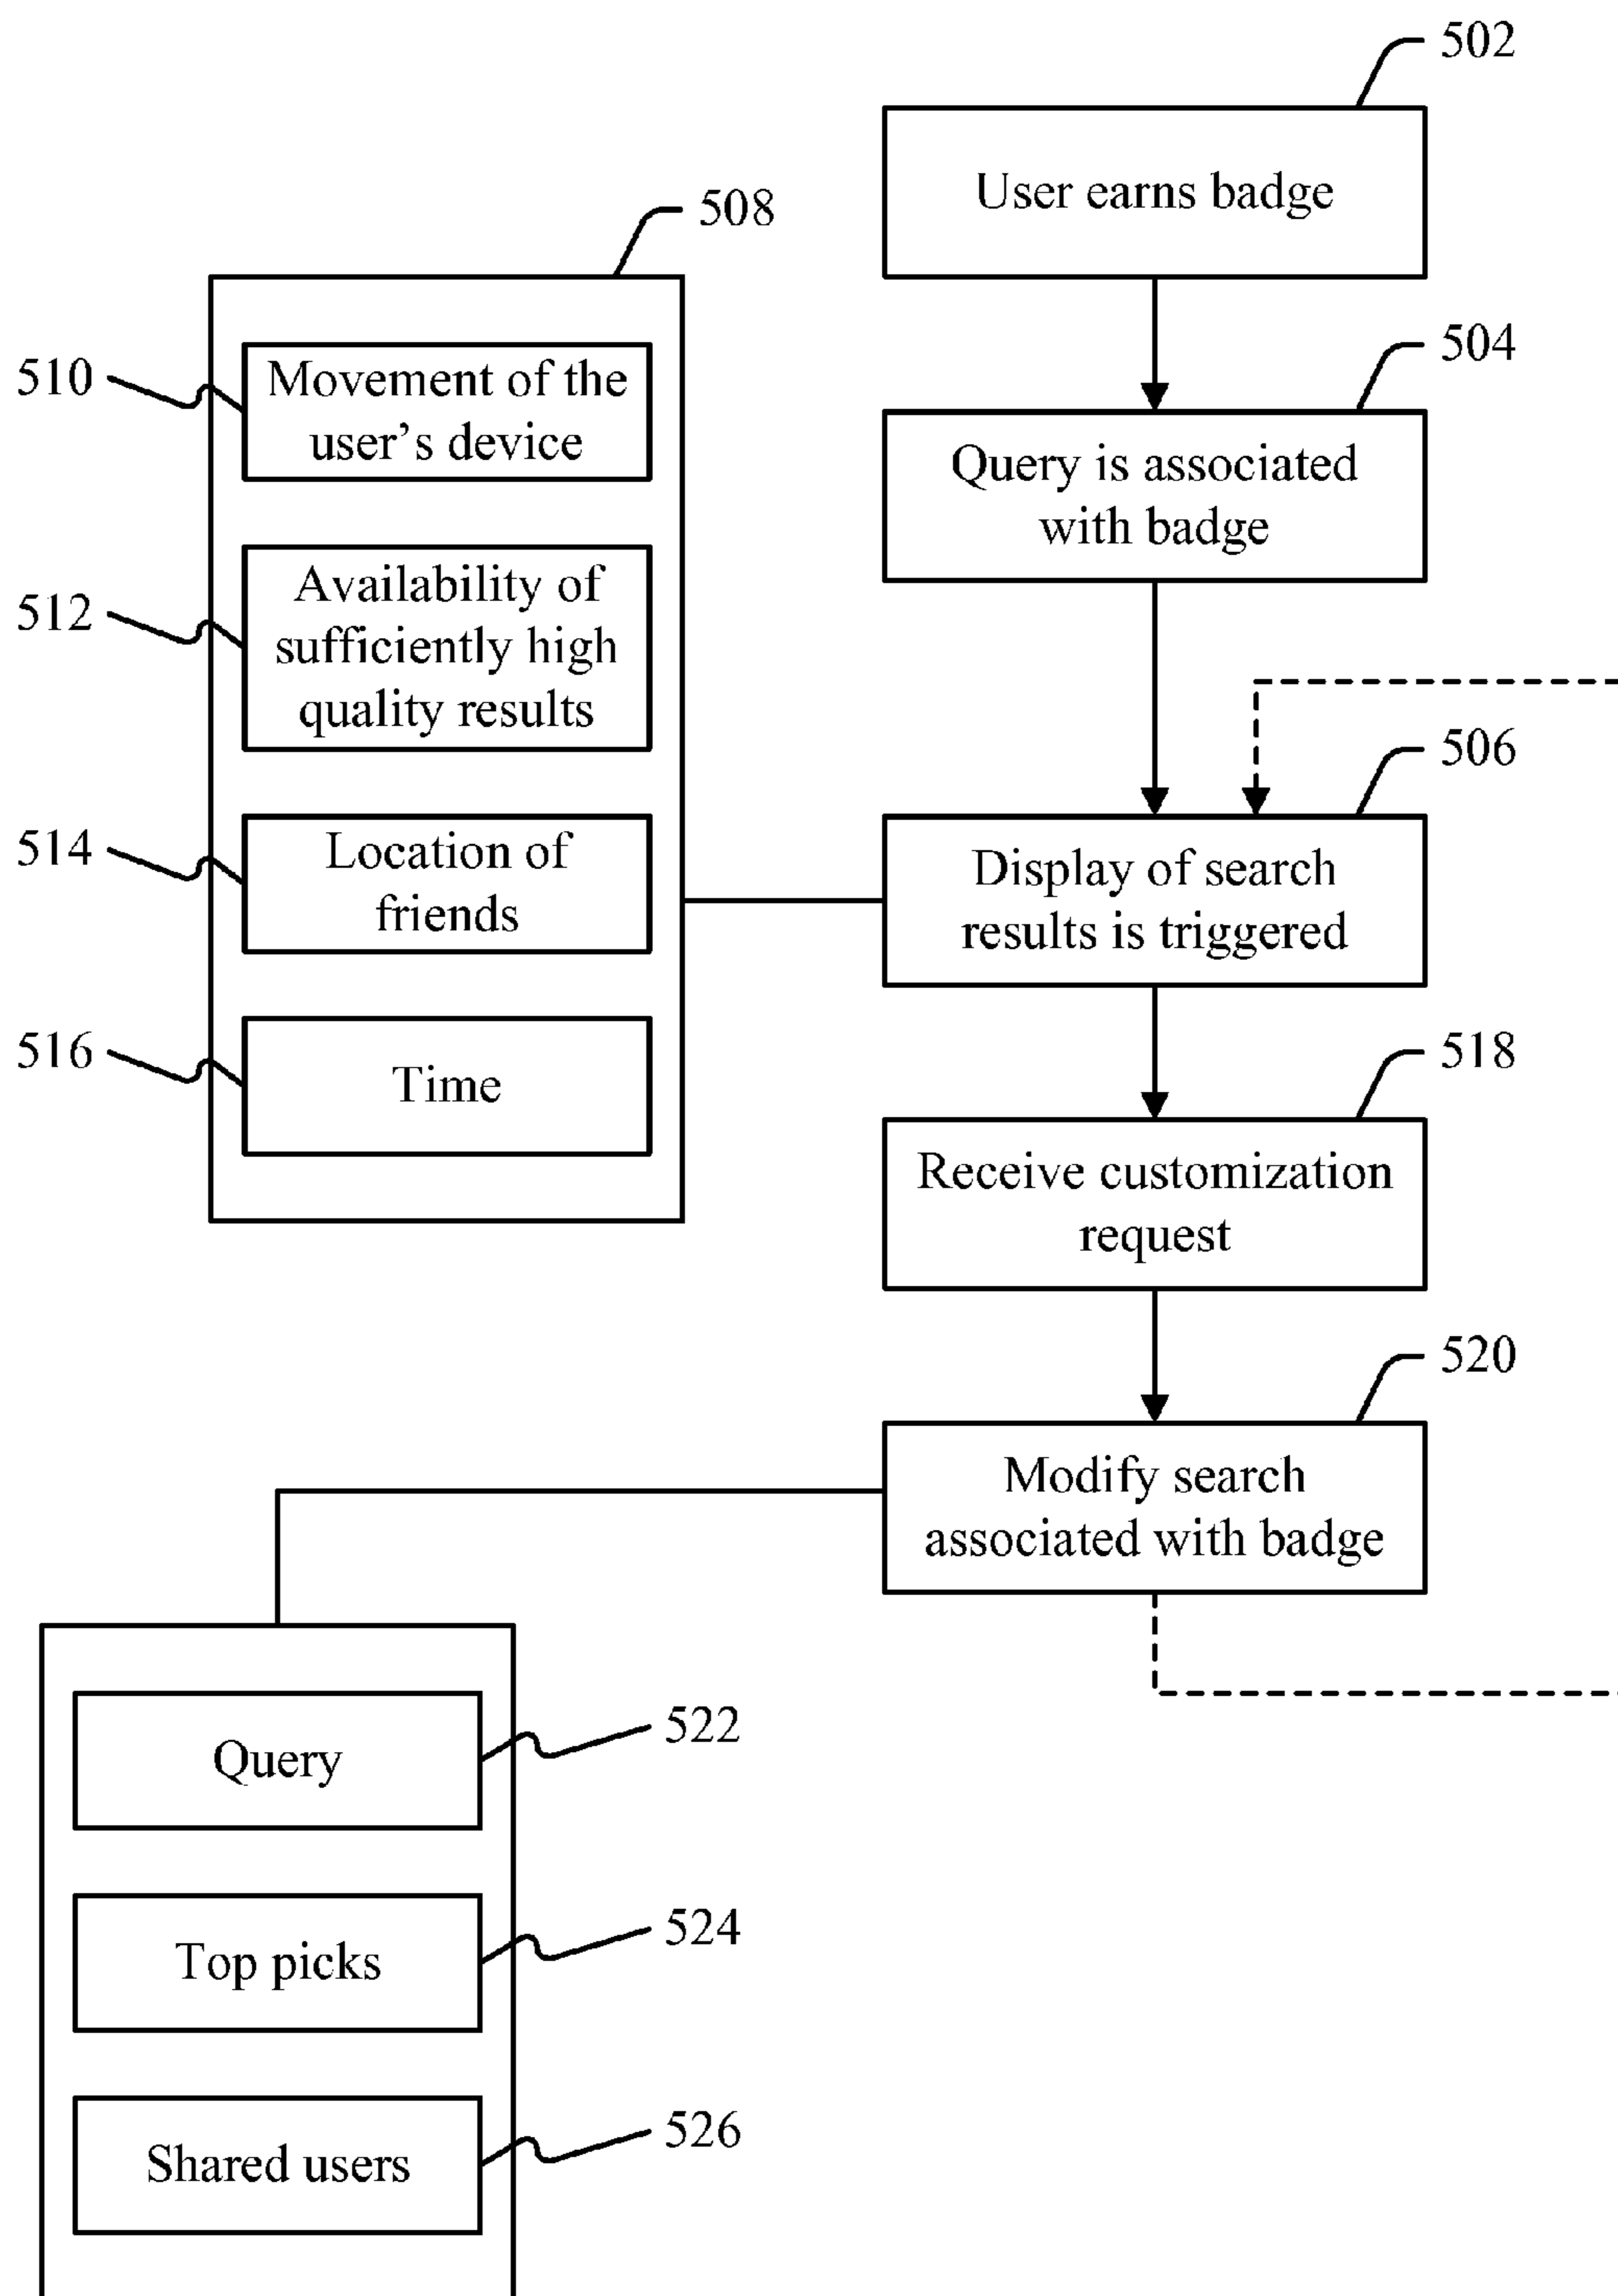 502
User earns badge
508
504
510
Movement of the
user’s device
Query is associated
with badge
512
Availability of
sufficiently high
quality results
506
514
Location of
friends
Display of search
results is triggered
516
Time
518
Receive customization
request
520
Modify search
associated with badge
522
Query
524
Top picks
526
Shared users